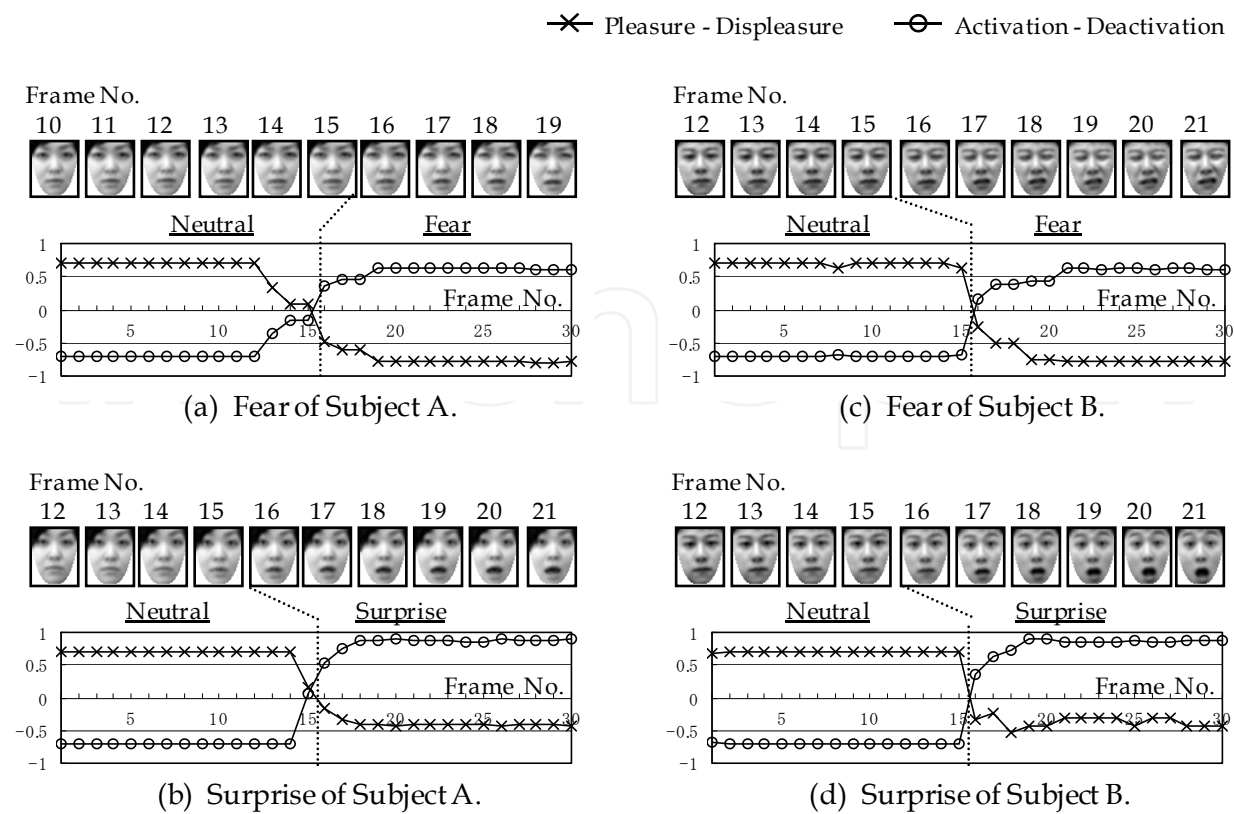 Pleasure - Displeasure
Activation - Deactivation
Frame No.
10 11 12 13 14 15 16 17 18 19
Neutral
Fear
1
0.5
0
-0.5
-1
Frame No.
5 10 15 20 25 30
(a) Fear of Subject A.
Frame No.
12 13 14 15 16 17 18 19 20 21
Neutral
Fear
1
0.5
0
-0.5
-1
Frame No.
5 10 15 20 25 30
(c) Fear of Subject B.
Frame No.
12 13 14 15 16 17 18 19 20 21
Neutral
Surprise
1
0.5
0
-0.5
-1
Frame No.
5 10 15 20 25 30
(b) Surprise of Subject A.
Frame No.
12 13 14 15 16 17 18 19 20 21
Neutral
Surprise
1
0.5
0
-0.5
-1
Frame No.
5 10 15 20 25 30
(d) Surprise of Subject B.